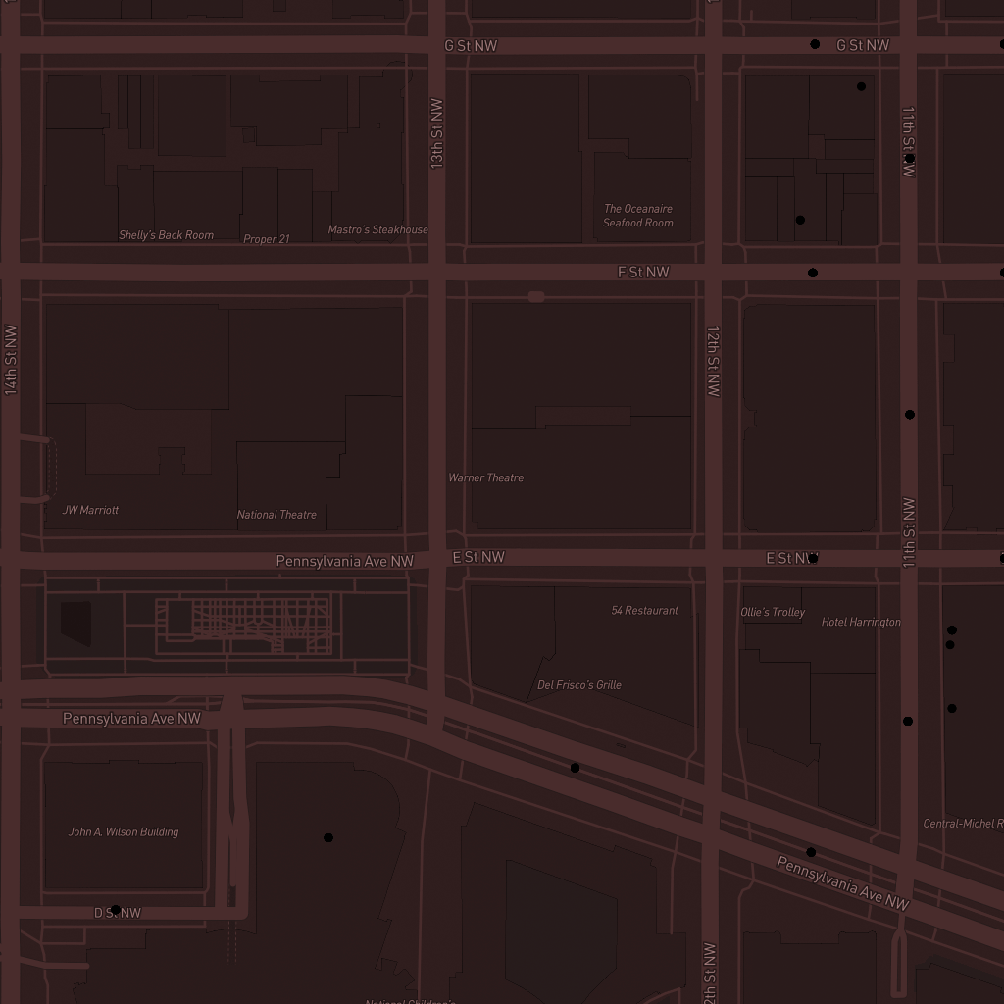 G St NW
G St NW
13th St NW
11th St NW
The Oceanaire
Seafood Room
Shelly's Back Room
Proper 21
Mastro's Steakhouse
F St NW
14th St NW
12th St NW
Warner Theatre
JW Marriott
National Theatre
11th St NW
Pennsylvania Ave NW
E St NW
E St NW
54 Restaurant
Ollie's Trolley
Hotel Harrington
Del Frisco's Grille
Pennsylvania Ave NW
John A. Wilson Building
Central-Michel R
Pennsylvania Ave NW
D St NW
2th St NW
National Children's